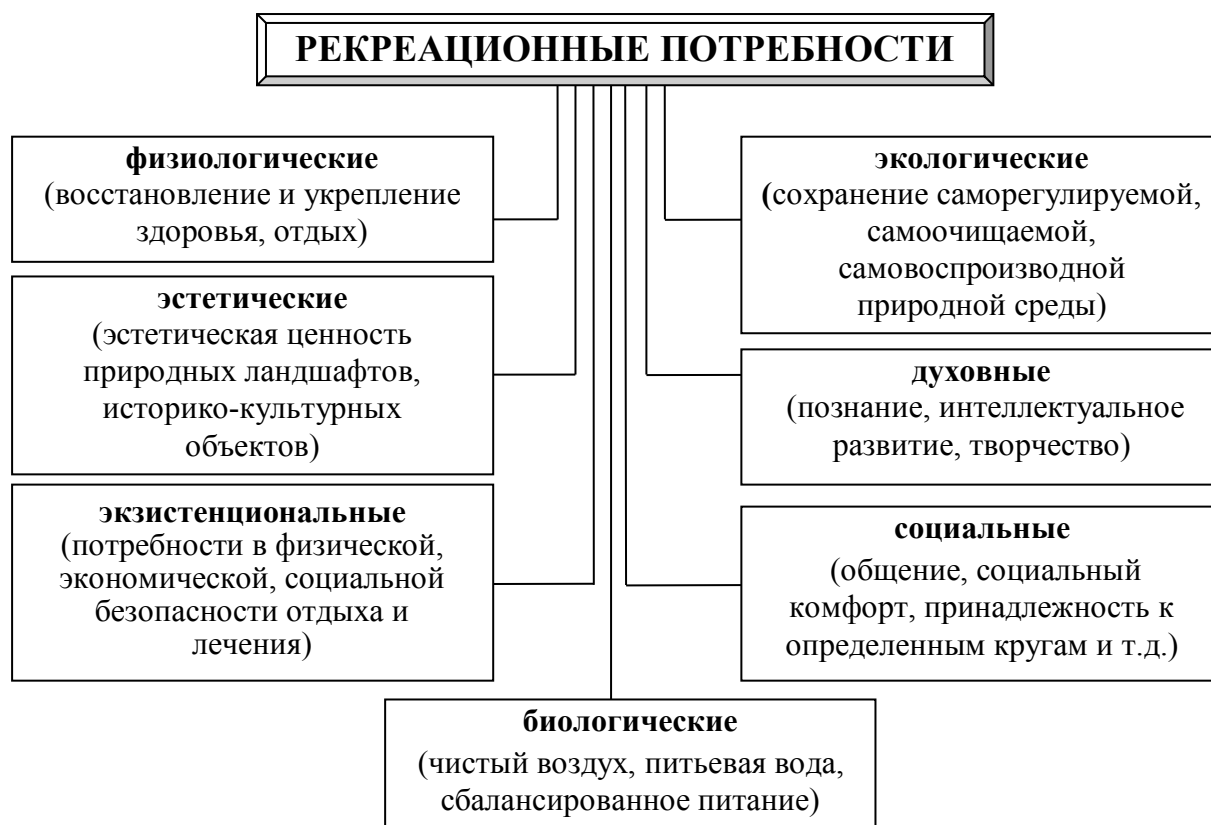 РЕКРЕАЦИОННЫЕ ПОТРЕБНОСТИ
физиологические
(восстановление и укрепление
здоровья, отдых)
эстетические
(эстетическая ценность
природных ландшафтов,
историко-культурных
объектов)
экзистенциональные
(потребности в физической,
экономической, социальной
безопасности отдыха и
лечения)
экологические
(сохранение саморегулируемой,
самоочищаемой,
самовоспроизводной
природной среды)
духовные
(познание, интеллектуальное
развитие, творчество)
социальные
(общение, социальный
комфорт, принадлежность к
определенным кругам и т.д.)
биологические
(чистый воздух, питьевая вода,
сбалансированное питание)